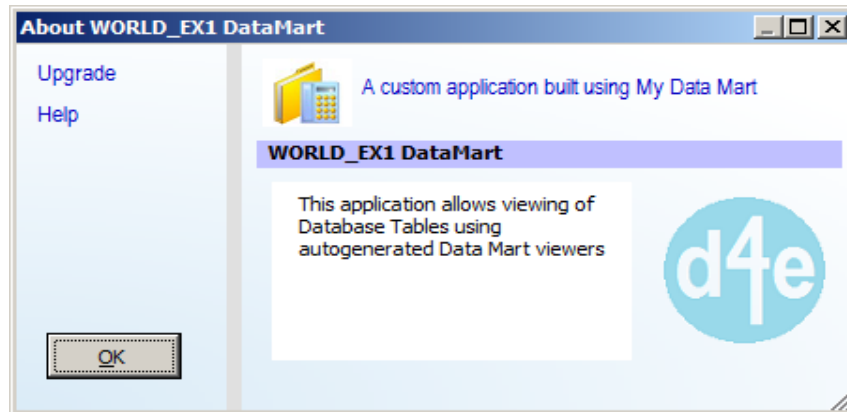 About WORLD_EX1 DataMart
Upgrade
Help
A custom application built using My Data Mart
WORLD_EX1 DataMart
This application allows viewing of
Database Tables using
autogenerated Data Mart viewers
d4e
OK